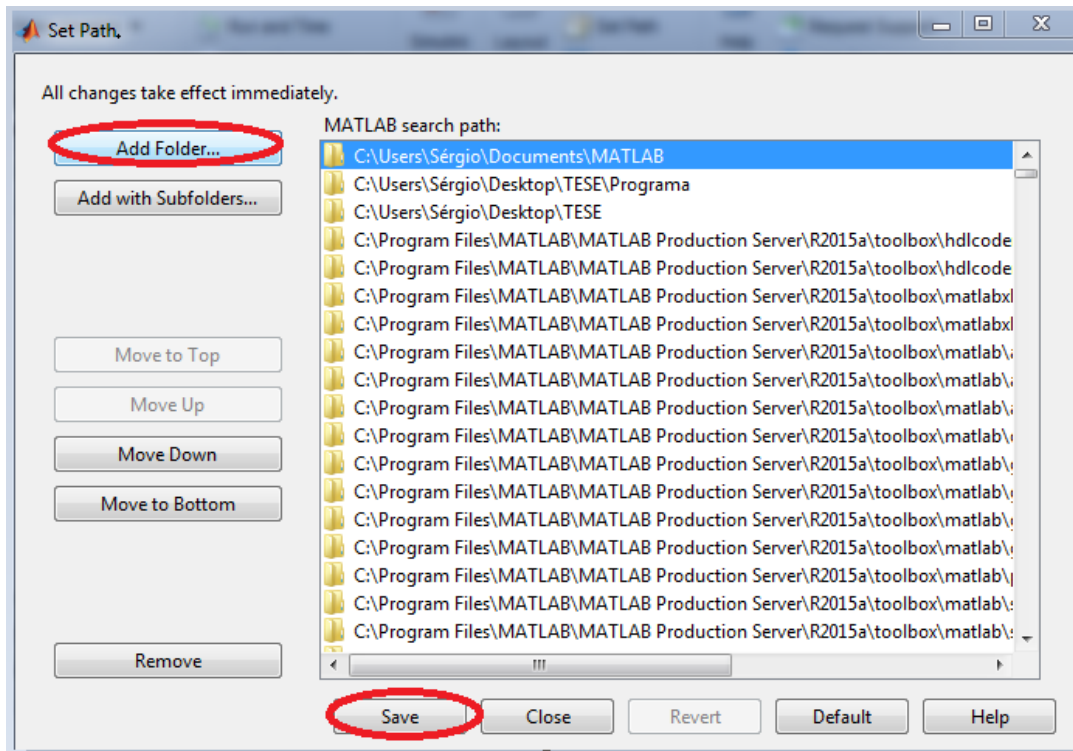 Set Path
Run and Time
Set Path
Help
All changes take effect immediately.
Add Folder...
Add with Subfolders...
Move to Top
Move Up
Move Down
Move to Bottom
Remove
MATLAB search path:
C:\Users\Sérgio\Documents\MATLAB
C:\Users\Sérgio\Desktop\TESE\Programa
C:\Users\Sérgio\Desktop\TESE
C:\Program Files\MATLAB\MATLAB Production Server\R2015a\toolbox\hdlcode
C:\Program Files\MATLAB\MATLAB Production Server\R2015a\toolbox\hdlcode
C:\Program Files\MATLAB\MATLAB Production Server\R2015a\toolbox\matlabxl
C:\Program Files\MATLAB\MATLAB Production Server\R2015a\toolbox\matlabxl
C:\Program Files\MATLAB\MATLAB Production Server\R2015a\toolbox\matlab\
C:\Program Files\MATLAB\MATLAB Production Server\R2015a\toolbox\matlab\
C:\Program Files\MATLAB\MATLAB Production Server\R2015a\toolbox\matlab\
C:\Program Files\MATLAB\MATLAB Production Server\R2015a\toolbox\matlab\
C:\Program Files\MATLAB\MATLAB Production Server\R2015a\toolbox\matlab\
C:\Program Files\MATLAB\MATLAB Production Server\R2015a\toolbox\matlab\
C:\Program Files\MATLAB\MATLAB Production Server\R2015a\toolbox\matlab\
C:\Program Files\MATLAB\MATLAB Production Server\R2015a\toolbox\matlab\
C:\Program Files\MATLAB\MATLAB Production Server\R2015a\toolbox\matlab\
C:\Program Files\MATLAB\MATLAB Production Server\R2015a\toolbox\matlab\
C:\Program Files\MATLAB\MATLAB Production Server\R2015a\toolbox\matlab\
Save
Close
Revert
Default
Help